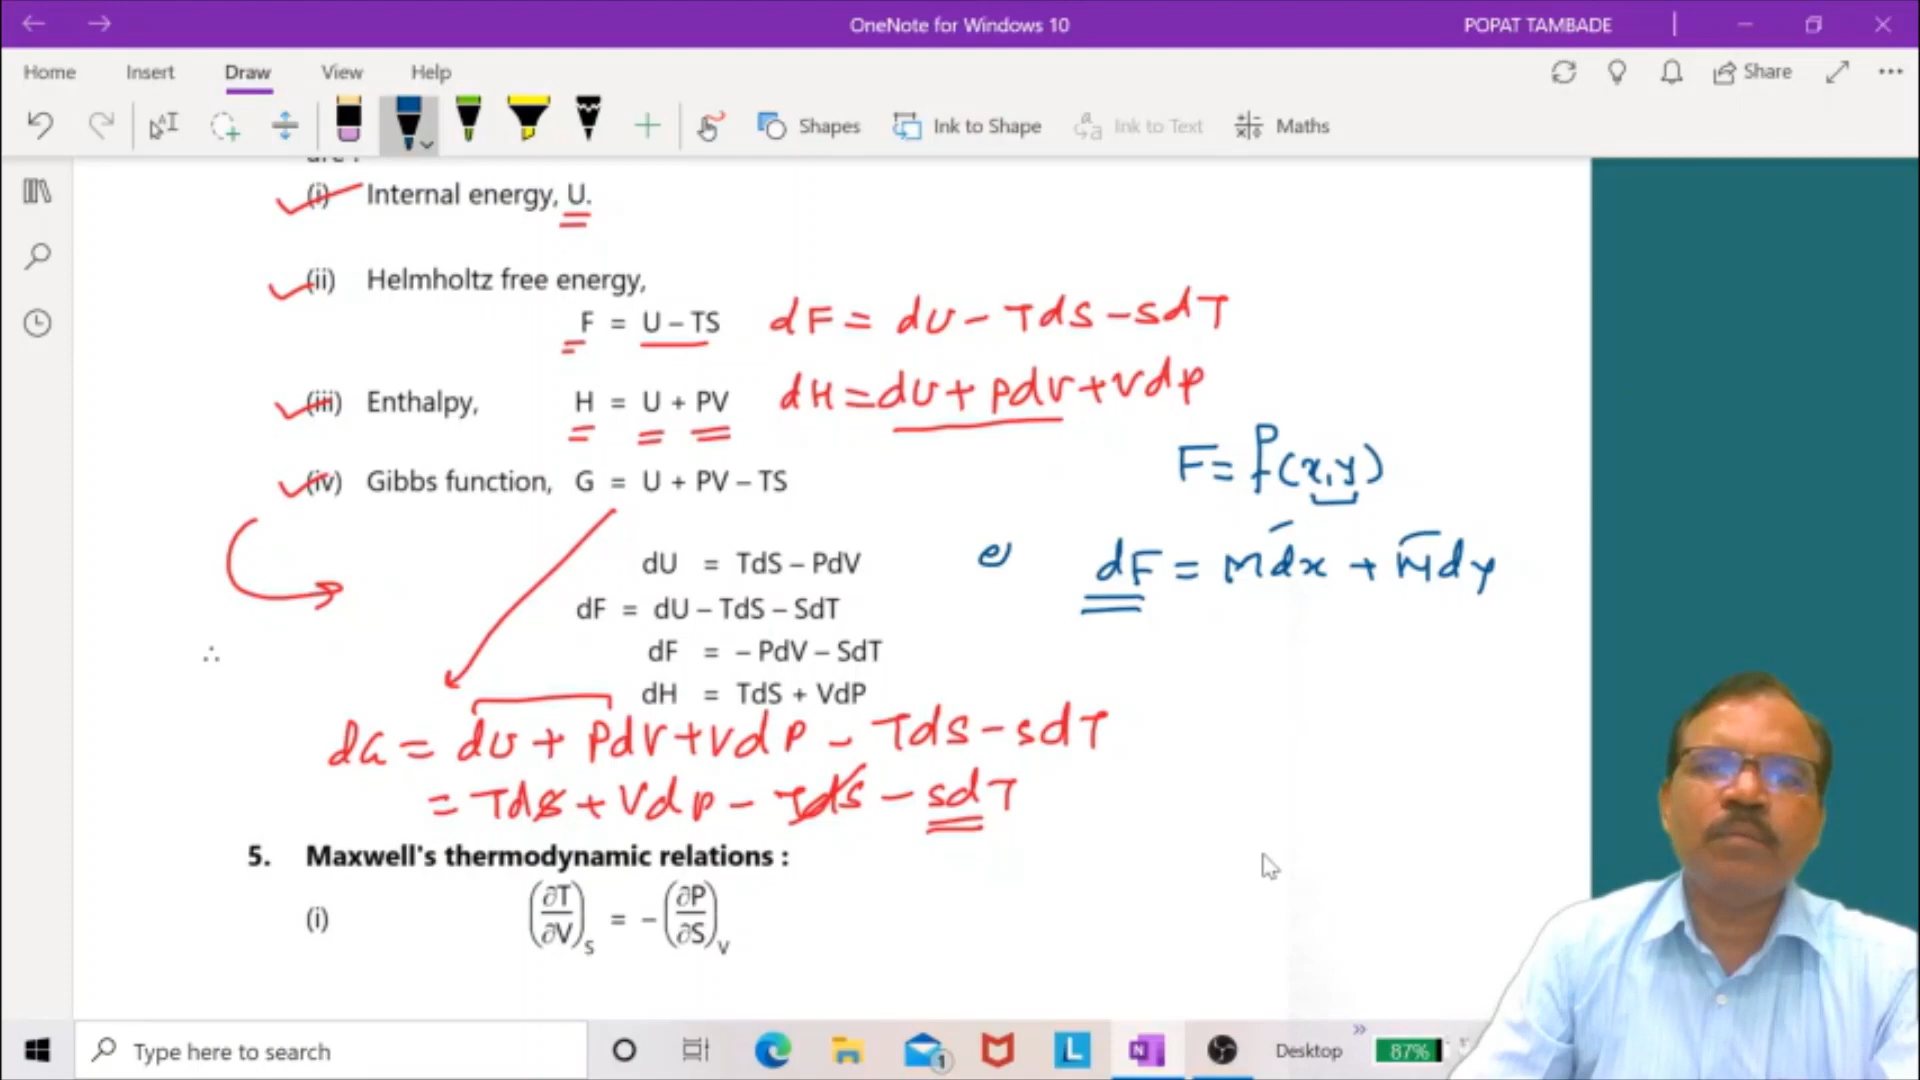 OneNote for Windows 10
POPAT TAMBADE
Home Insert Draw View Help
Share
Shapes Ink to Shape Ink to Text Maths
(i) Internal energy, U.
(ii) Helmholtz free energy,
F = U – TS dF = dU – TdS – SdT
(iii) Enthalpy, H = U + PV dH = dU + PdV + VdP
F = f(x,y)
(iv) Gibbs function, G = U + PV – TS
dU = TdS – PdV
dF = Mdx + Ndy
dF = dU – TdS – SdT
∴ dF = – PdV – SdT
dH = TdS + VdP
dG = dU + PdV + VdP – TdS – SdT
= TdS + VdP – TdS – SdT
5. Maxwell's thermodynamic relations :
(i) (∂T/∂V)S = – (∂P/∂S)V
Type here to search
1
L
N
Desktop
87%